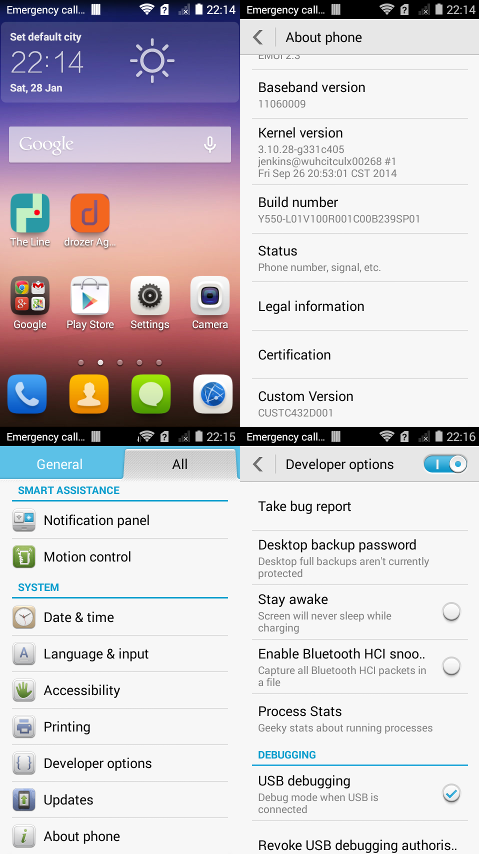 Emergency call… 22:14
Set default city
22:14
Sat, 28 Jan
Google
The Line
drozer Ag…
Google
Play Store
Settings
Camera
Emergency call… 22:14
About phone
EMUI 2.3
Baseband version
11060009
Kernel version
3.10.28-g331c405
jenkins@wuhcitculx00268 #1
Fri Sep 26 20:53:01 CST 2014
Build number
Y550-L01V100R001C00B239SP01
Status
Phone number, signal, etc.
Legal information
Certification
Custom Version
CUSTC432D001
Emergency call… 22:15
General
All
SMART ASSISTANCE
Notification panel
Motion control
SYSTEM
Date & time
Language & input
Accessibility
Printing
Developer options
Updates
About phone
Emergency call… 22:16
Developer options
Take bug report
Desktop backup password
Desktop full backups aren't currently
protected
Stay awake
Screen will never sleep while
charging
Enable Bluetooth HCI snoo..
Capture all Bluetooth HCI packets in
a file
Process Stats
Geeky stats about running processes
DEBUGGING
USB debugging
Debug mode when USB is
connected
Revoke USB debugging authoris..